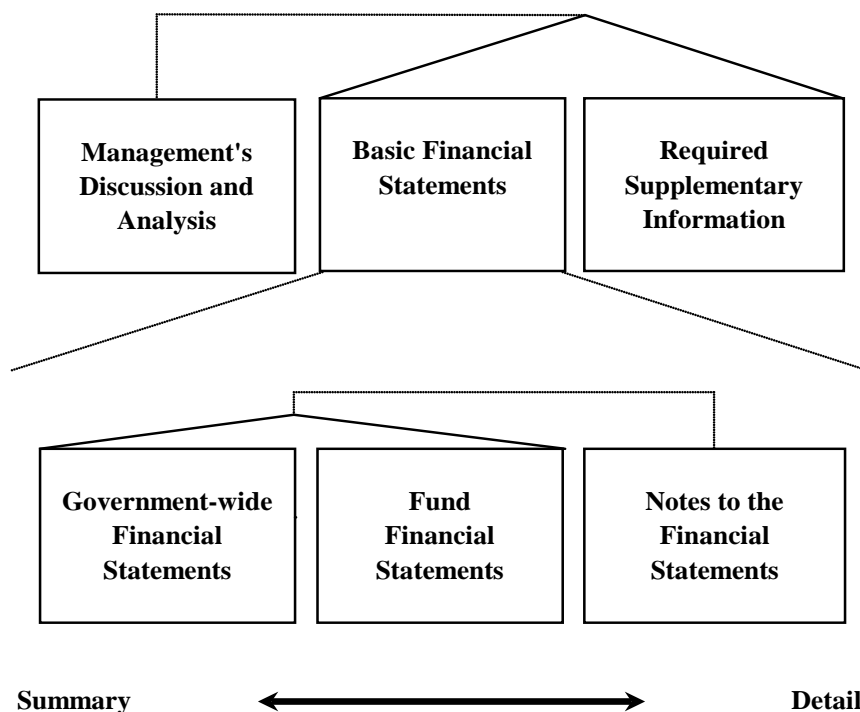 Management's
Discussion and
Analysis
Basic Financial
Statements
Required
Supplementary
Information
Government-wide
Financial
Statements
Fund
Financial
Statements
Notes to the
Financial
Statements
Summary
Detail